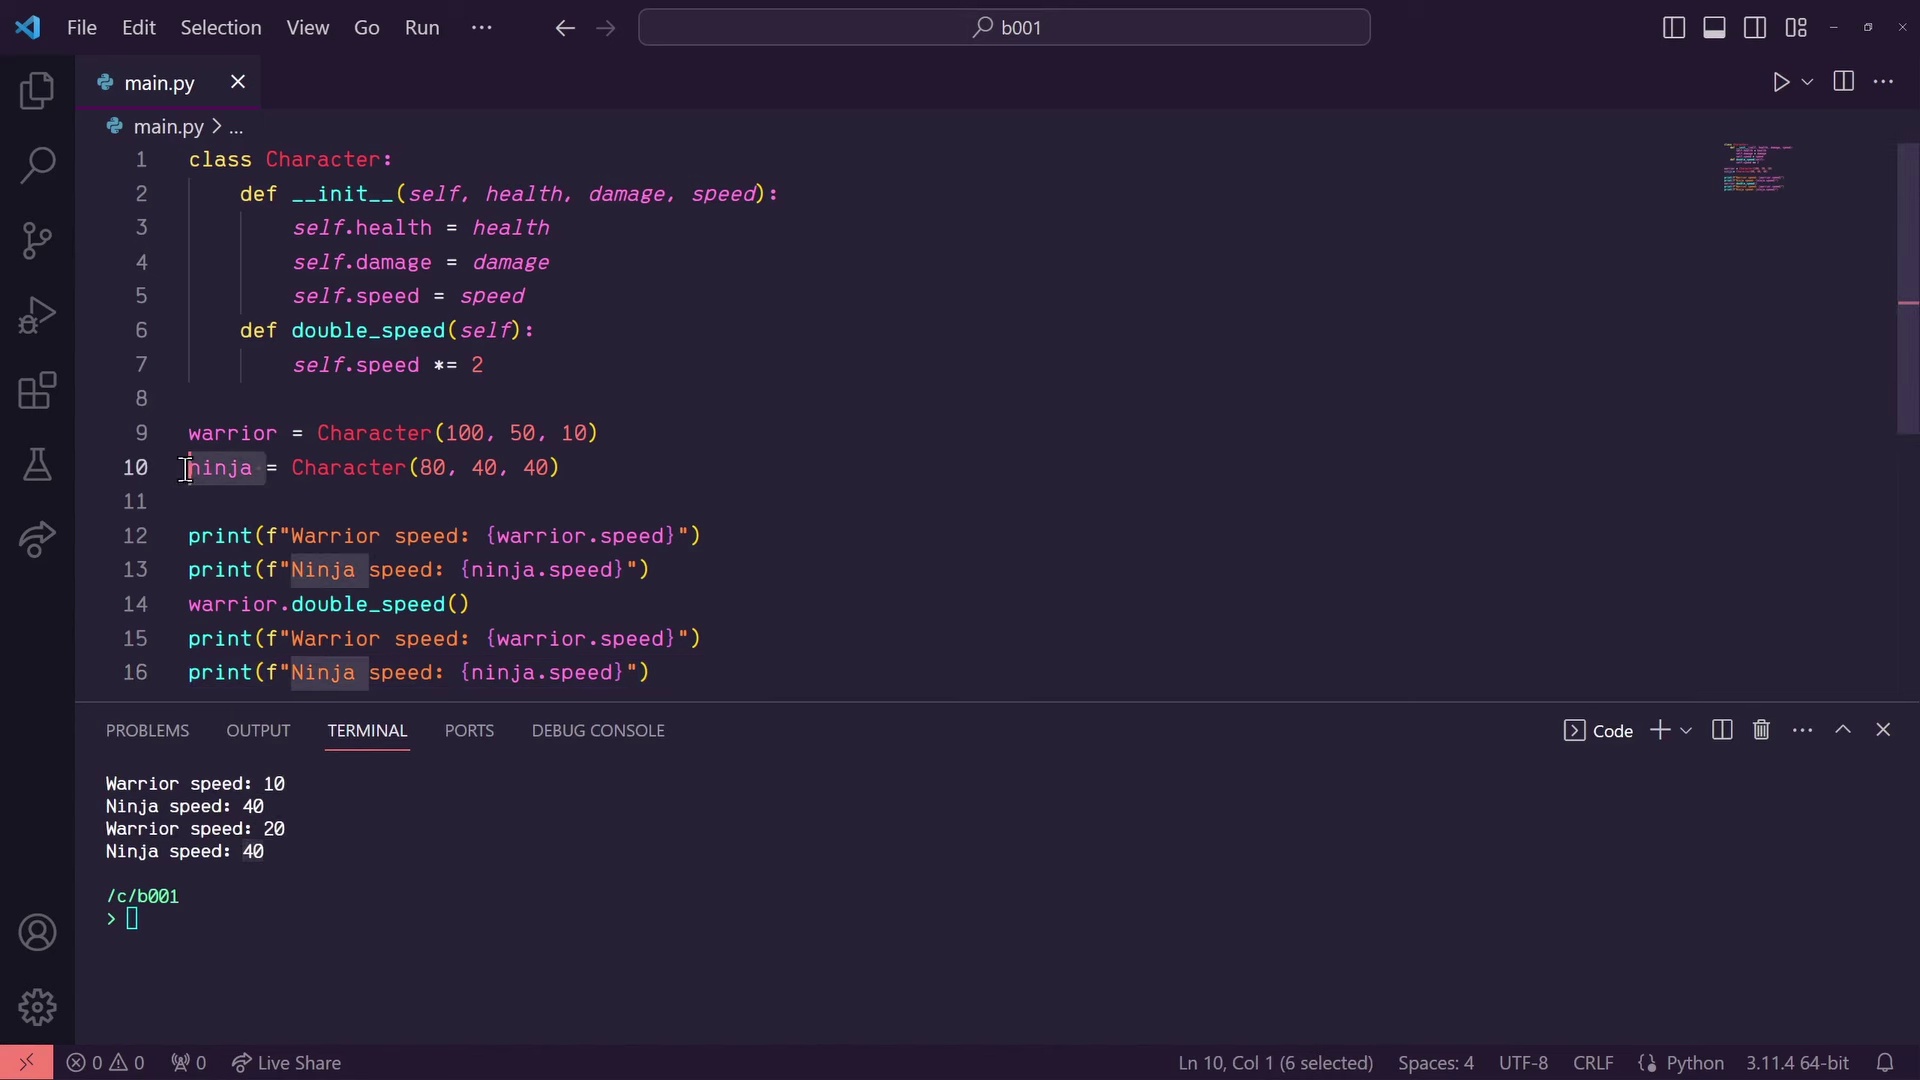 File Edit Selection View Go Run ... b001
main.py
main.py > ...
1 class Character:
2 def __init__(self, health, damage, speed):
3 self.health = health
4 self.damage = damage
5 self.speed = speed
6 def double_speed(self):
7 self.speed *= 2
8
9 warrior = Character(100, 50, 10)
10 ninja = Character(80, 40, 40)
11
12 print(f"Warrior speed: {warrior.speed}")
13 print(f"Ninja speed: {ninja.speed}")
14 warrior.double_speed()
15 print(f"Warrior speed: {warrior.speed}")
16 print(f"Ninja speed: {ninja.speed}")
PROBLEMS OUTPUT TERMINAL PORTS DEBUG CONSOLE Code
Warrior speed: 10
Ninja speed: 40
Warrior speed: 20
Ninja speed: 40
/c/b001
>
0 0 0 Live Share Ln 10, Col 1 (6 selected) Spaces: 4 UTF-8 CRLF Python 3.11.4 64-bit